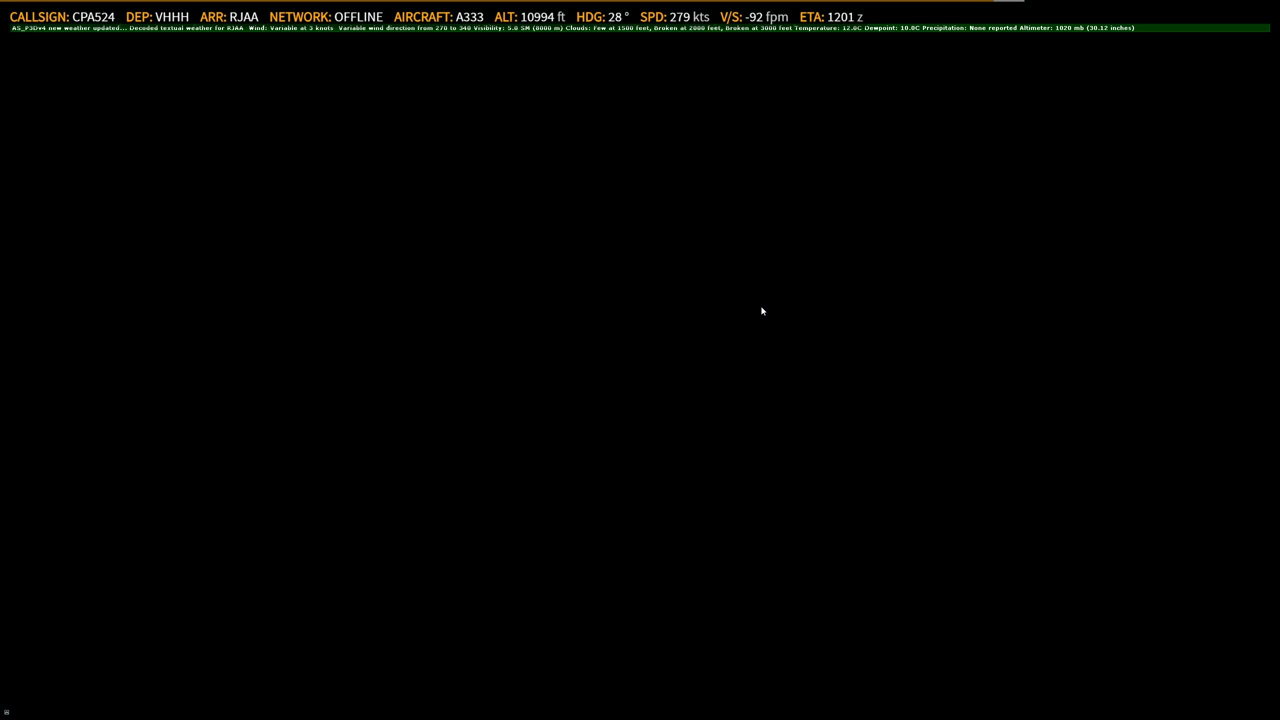 CALLSIGN: CPA524 DEP: VHHH ARR: RJAA NETWORK: OFFLINE AIRCRAFT: A333 ALT: 10994 ft HDG: 28 ° SPD: 279 kts V/S: -92 fpm ETA: 1201 z
AS_P3Dv4 new weather updated... Decoded textual weather for RJAA Wind: Variable at 3 knots Variable wind direction from 270 to 340 Visibility: 5.0 SM (8000 m) Clouds: Few at 1500 feet, Broken at 2000 feet, Broken at 3000 feet Temperature: 12.0C Dewpoint: 10.0C Precipitation: None reported Altimeter: 1020 mb (30.12 inches)